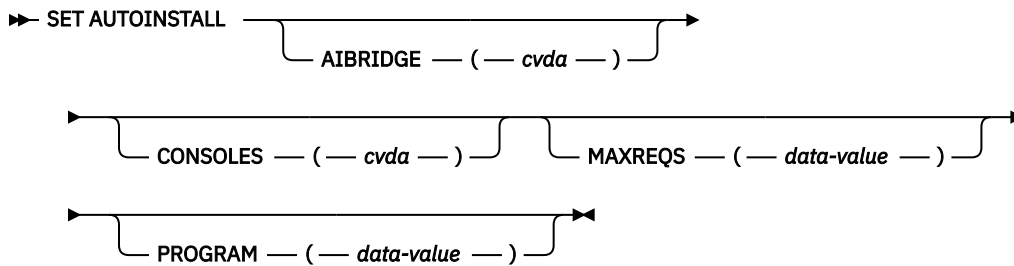 SET AUTOINSTALL
AIBRIDGE ( cvda )
CONSOLES ( cvda ) MAXREQS ( data-value )
PROGRAM ( data-value )